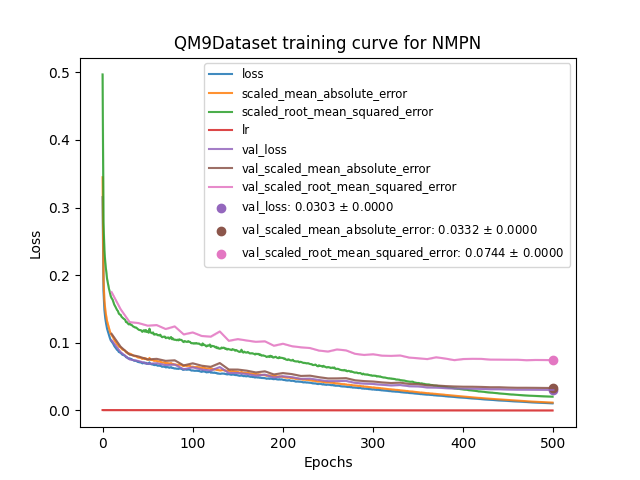 QM9Dataset training curve for NMPN
0.5
0.4
0.3
0.2
0.1
0.0
Loss
loss
scaled_mean_absolute_error
scaled_root_mean_squared_error
lr
val_loss
val_scaled_mean_absolute_error
val_scaled_root_mean_squared_error
val_loss: 0.0303 ± 0.0000
val_scaled_mean_absolute_error: 0.0332 ± 0.0000
val_scaled_root_mean_squared_error: 0.0744 ± 0.0000
0 100 200 300 400 500
Epochs